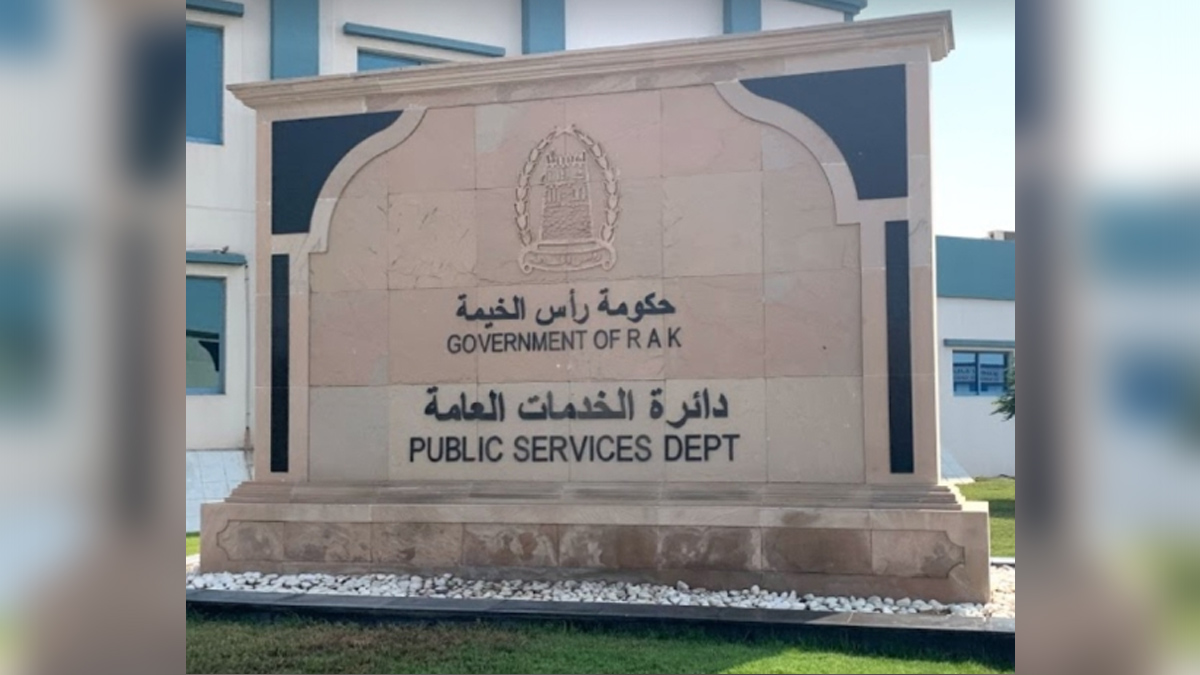 حكومة رأس الخيمة
GOVERNMENT OF R A K
دائرة الخدمات العامة
PUBLIC SERVICES DEPT